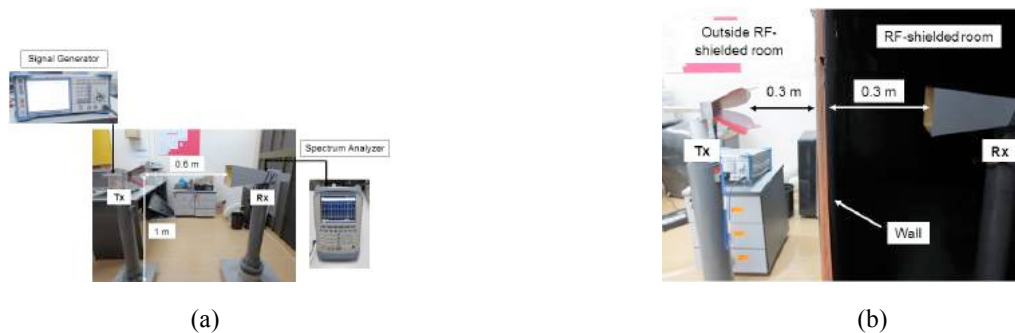 Signal Generator
0.6 m
Spectrum Analyzer
Tx
Rx
1 m
(a)
Outside RF-
shielded room
RF-shielded room
0.3 m
0.3 m
Tx
Rx
Wall
(b)